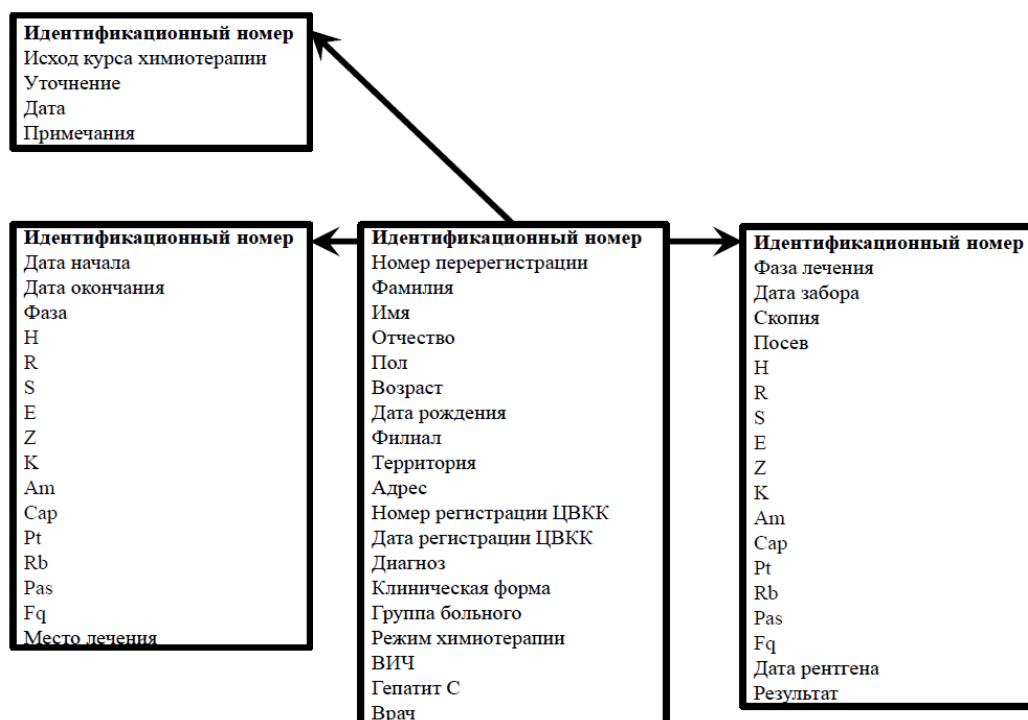 Идентификационный номер
Исход курса химиотерапии
Уточнение
Дата
Примечания
Идентификационный номер
Дата начала
Дата окончания
Фаза
H
R
S
E
Z
K
Am
Cap
Pt
Rb
Pas
Fq
Место лечения
Идентификационный номер
Номер перерегистрации
Фамилия
Имя
Отчество
Пол
Возраст
Дата рождения
Филиал
Территория
Адрес
Номер регистрации ЦВКК
Дата регистрации ЦВКК
Диагноз
Клиническая форма
Группа больного
Режим химиотерапии
ВИЧ
Гепатит С
Врач
Идентификационный номер
Фаза лечения
Дата забора
Скопия
Посев
H
R
S
E
Z
K
Am
Cap
Pt
Rb
Pas
Fq
Дата рентгена
Результат